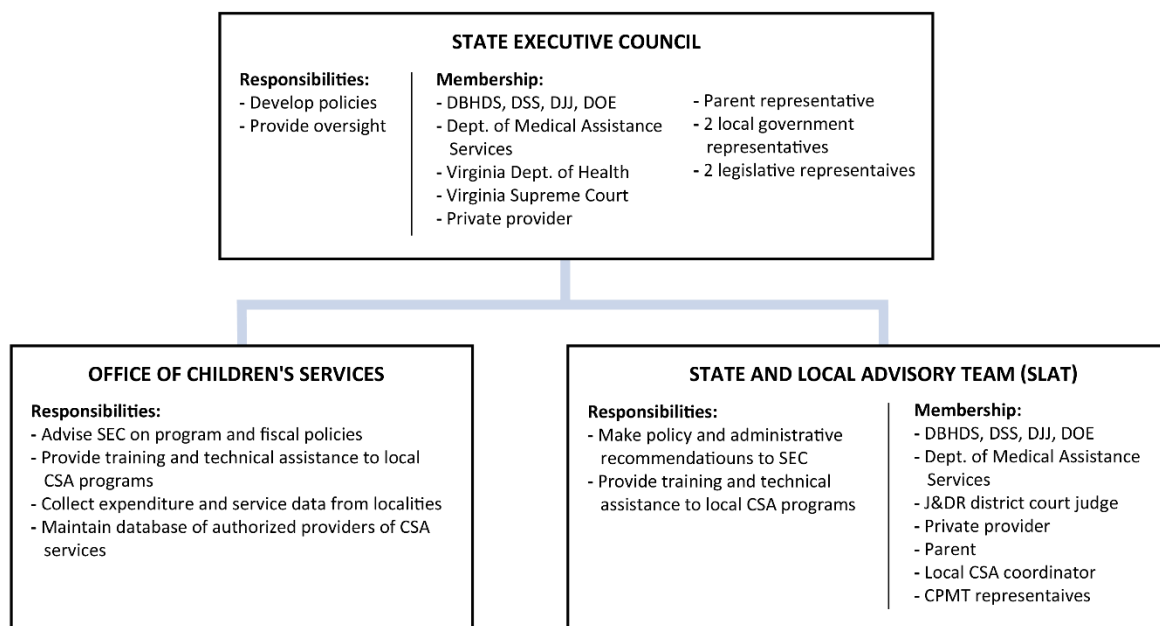 STATE EXECUTIVE COUNCIL
Responsibilities:
- Develop policies
- Provide oversight
Membership:
- DBHDS, DSS, DJJ, DOE
- Dept. of Medical Assistance
Services
- Virginia Dept. of Health
- Virginia Supreme Court
- Private provider
- Parent representative
- 2 local government
representatives
- 2 legislative representaives
OFFICE OF CHILDREN'S SERVICES
Responsibilities:
- Advise SEC on program and fiscal policies
- Provide training and technical assistance to local
CSA programs
- Collect expenditure and service data from localities
- Maintain database of authorized providers of CSA
services
STATE AND LOCAL ADVISORY TEAM (SLAT)
Responsibilities:
- Make policy and administrative
recommendatiouns to SEC
- Provide training and technical
assistance to local CSA programs
Membership:
- DBHDS, DSS, DJJ, DOE
- Dept. of Medical Assistance
Services
- J&DR district court judge
- Private provider
- Parent
- Local CSA coordinator
- CPMT representaives